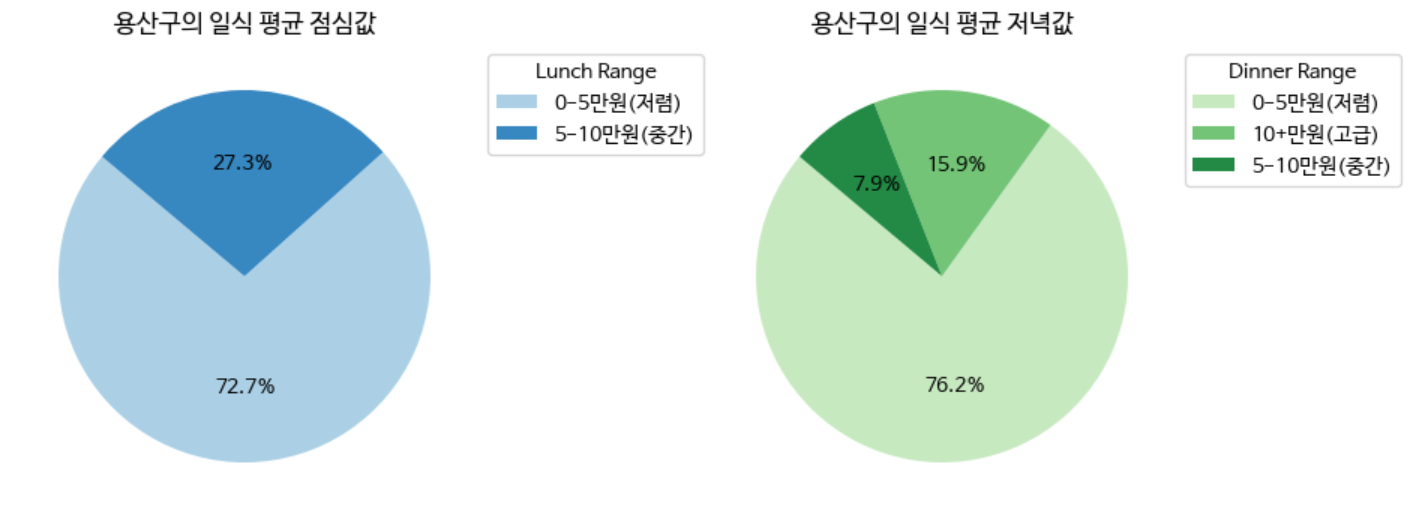 용산구의 일식 평균 점심값
Lunch Range
0-5만원(저렴)
5-10만원(중간)
27.3%
72.7%
용산구의 일식 평균 저녁값
Dinner Range
0-5만원(저렴)
10+만원(고급)
5-10만원(중간)
15.9%
7.9%
76.2%